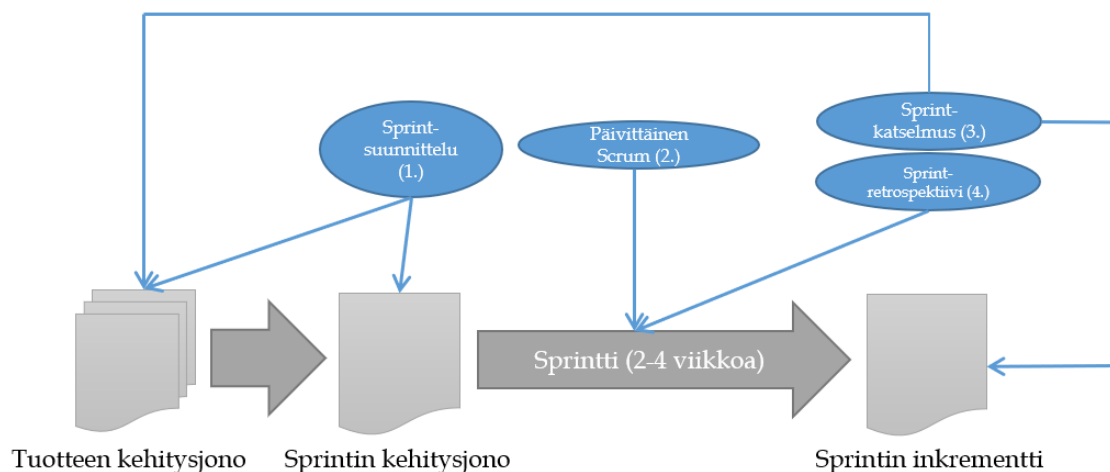 Sprint-
suunnittelu
(1.)
Päivittäinen
Scrum (2.)
Sprint-
katselmus (3.)
Sprint-
retrospektiivi (4.)
Sprintti (2-4 viikkoa)
Tuotteen kehitysjono
Sprintin kehitysjono
Sprintin inkrementti